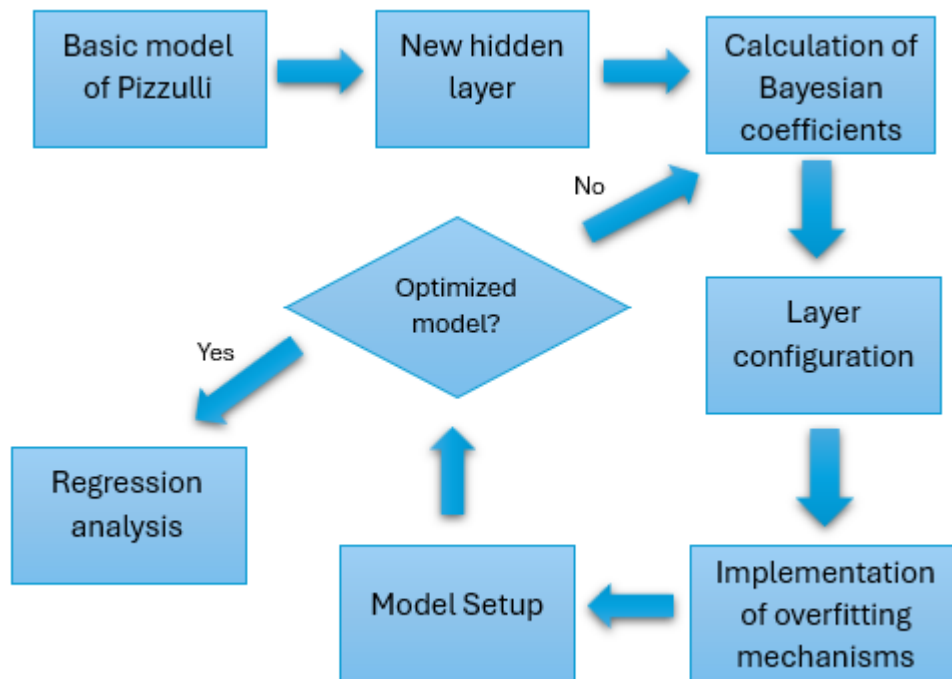 Basic model
of Pizzulli
New hidden
layer
Calculation of
Bayesian
coefficients
No
Optimized
model?
Layer
configuration
Yes
Regression
analysis
Model Setup
Implementation
of overfitting
mechanisms